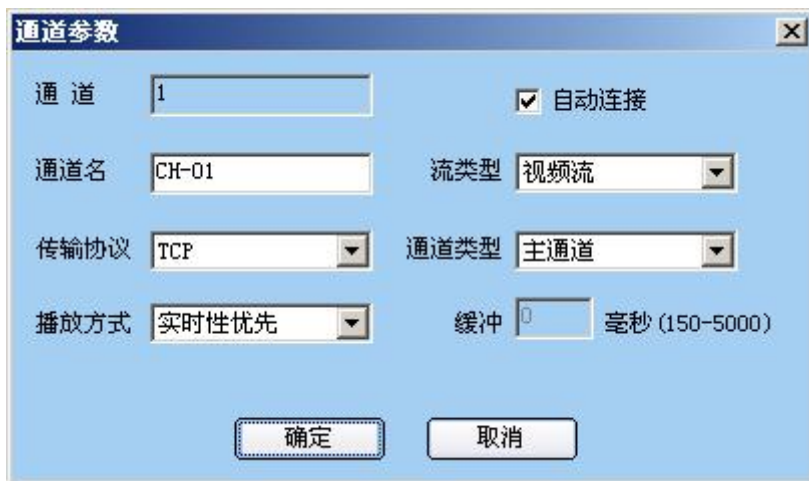 通道参数
通 道 1 自动连接
通道名 CH-01 流类型 视频流
传输协议 TCP 通道类型 主通道
播放方式 实时性优先 缓冲 0 毫秒(150-5000)
确定 取消